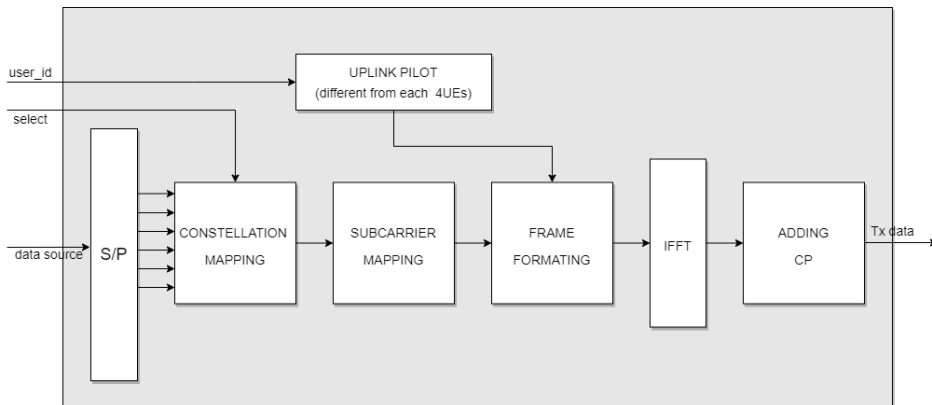 user_id
UPLINK PILOT
(different from each 4UEs)
select
data source
S/P
CONSTELLATION
MAPPING
SUBCARRIER
MAPPING
FRAME
FORMATING
IFFT
ADDING
CP
Tx data